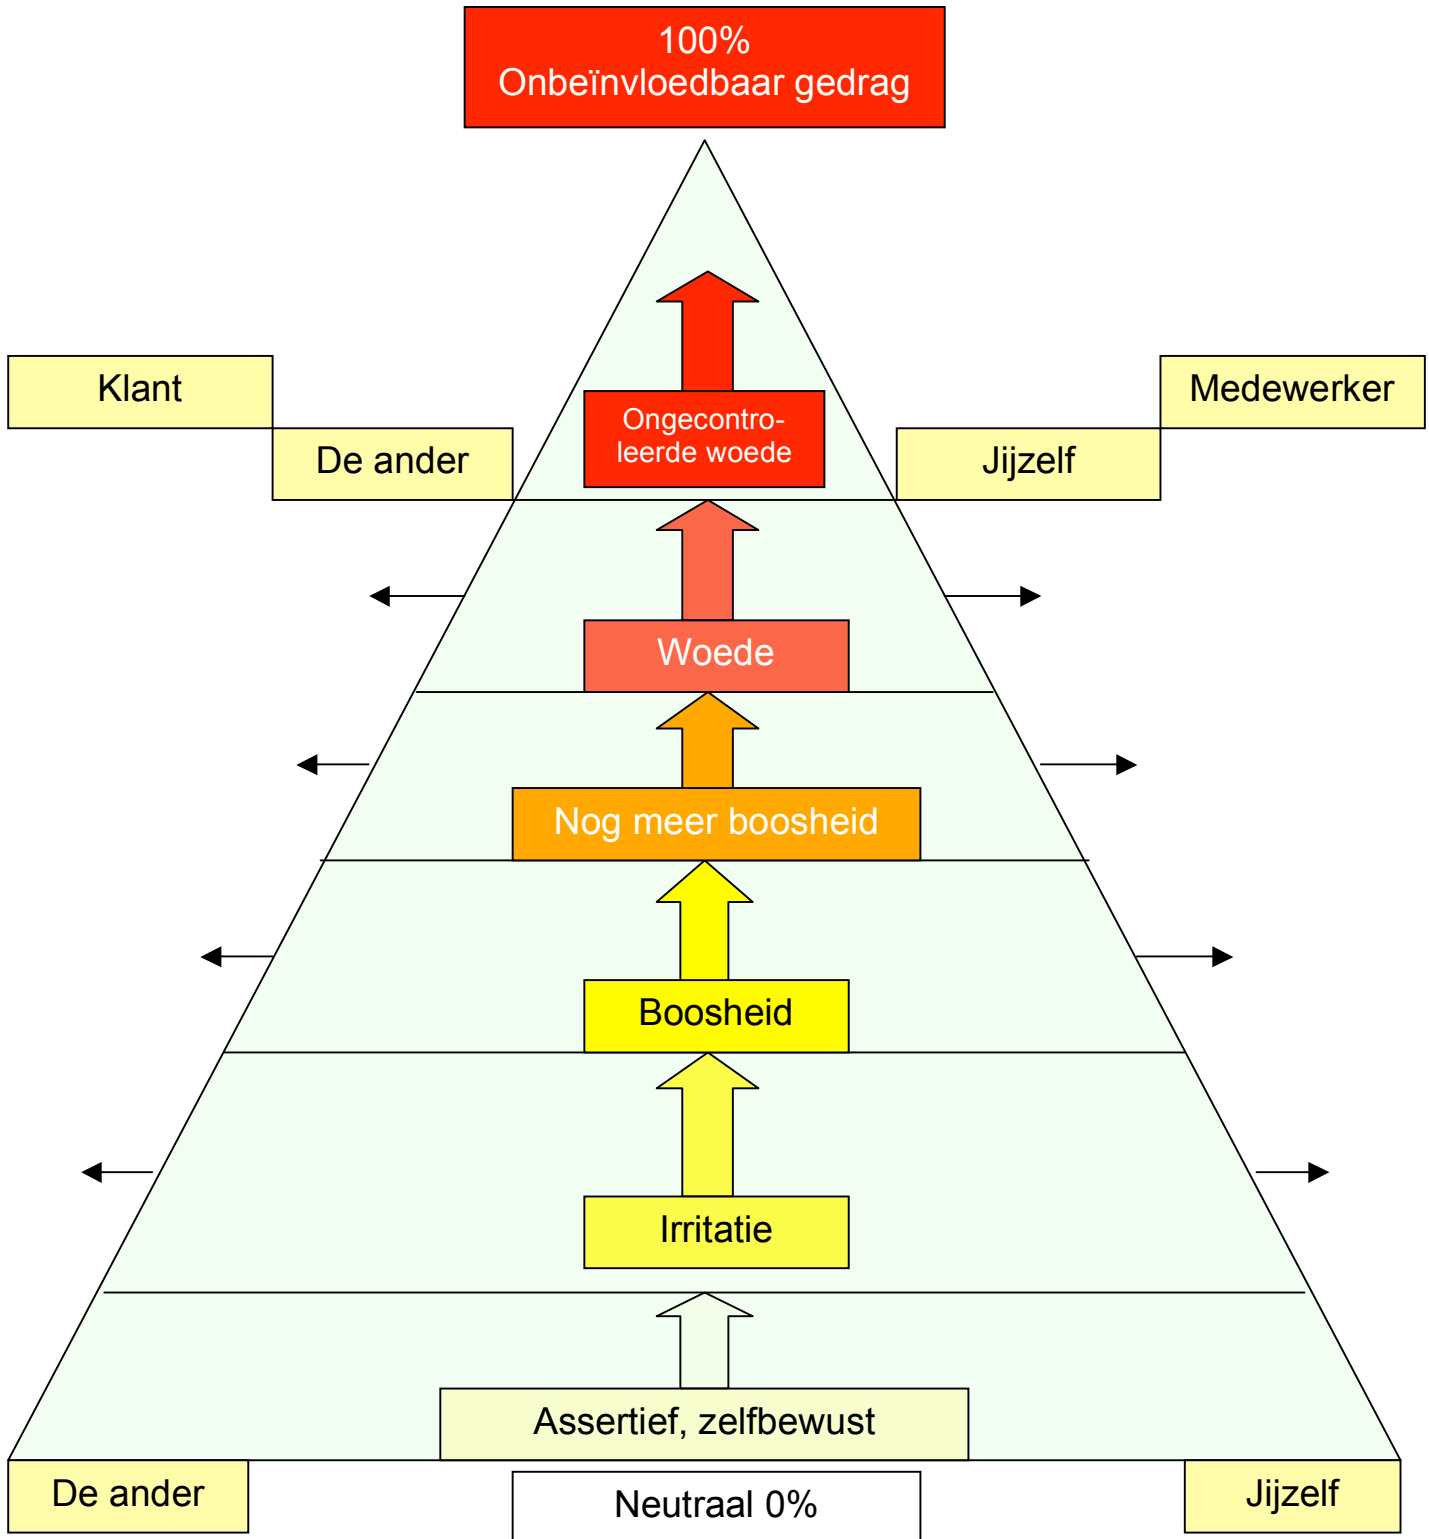 100%
Onbeïnvloedbaar gedrag
Klant
Medewerker
De ander
Ongecontro-
leerde woede
Jijzelf
Woede
Nog meer boosheid
Boosheid
Irritatie
Assertief, zelfbewust
De ander
Neutraal 0%
Jijzelf